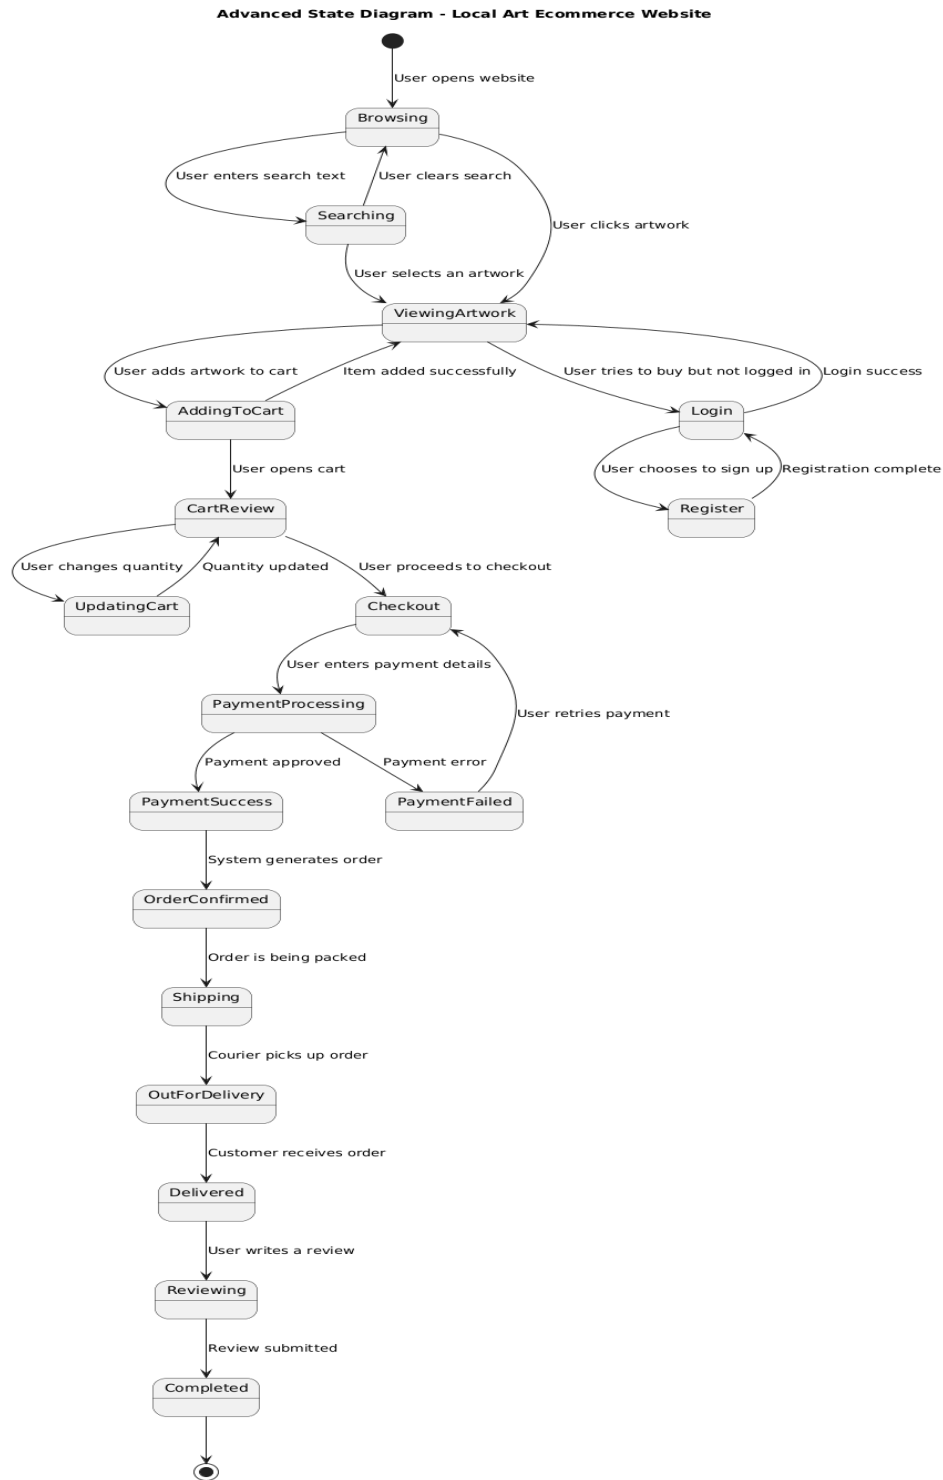 Advanced State Diagram - Local Art Ecommerce Website
User opens website
Browsing
User enters search text
User clears search
Searching
User clicks artwork
User selects an artwork
ViewingArtwork
User adds artwork to cart
Item added successfully
User tries to buy but not logged in
Login success
AddingToCart
Login
User opens cart
User chooses to sign up
Registration complete
CartReview
Register
User changes quantity
Quantity updated
User proceeds to checkout
UpdatingCart
Checkout
User enters payment details
PaymentProcessing
User retries payment
Payment approved
Payment error
PaymentSuccess
PaymentFailed
System generates order
OrderConfirmed
Order is being packed
Shipping
Courier picks up order
OutForDelivery
Customer receives order
Delivered
User writes a review
Reviewing
Review submitted
Completed